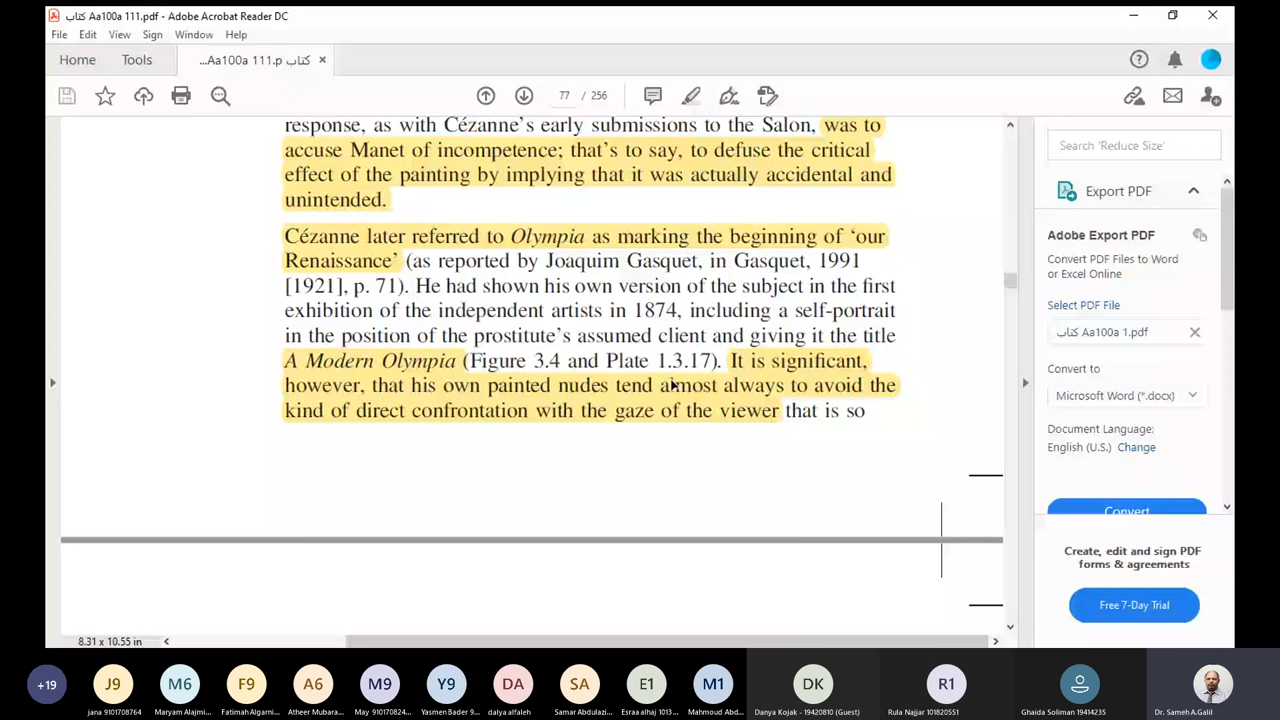 كتاب Aa100a 111.pdf - Adobe Acrobat Reader DC
File Edit View Sign Window Help
Home Tools ...Aa100a 111.p كتاب ×
77 / 256
response, as with Cézanne's early submissions to the Salon, was to
accuse Manet of incompetence; that's to say, to defuse the critical
effect of the painting by implying that it was actually accidental and
unintended.
Cézanne later referred to Olympia as marking the beginning of 'our
Renaissance' (as reported by Joaquim Gasquet, in Gasquet, 1991
[1921], p. 71). He had shown his own version of the subject in the first
exhibition of the independent artists in 1874, including a self-portrait
in the position of the prostitute's assumed client and giving it the title
A Modern Olympia (Figure 3.4 and Plate 1.3.17). It is significant,
however, that his own painted nudes tend almost always to avoid the
kind of direct confrontation with the gaze of the viewer that is so
8.31 x 10.55 in
Search 'Reduce Size'
Export PDF
Adobe Export PDF
Convert PDF Files to Word
or Excel Online
Select PDF File
كتاب Aa100a 1.pdf
Convert to
Microsoft Word (*.docx)
Document Language:
English (U.S.) Change
Convert
Create, edit and sign PDF
forms & agreements
Free 7-Day Trial
+19 J9 M6 F9 A6 M9 Y9 DA SA E1 M1 DK R1
jana 9101708764 Maryam Alajmi... Fatimah Algarni... Atheer Mubara... May 910170824... Yasmen Bader 9... dalya alfaleh Samar Abdulazi... Esraa alhaj 1013... Mahmoud Abd... Danya Kojak - 19420810 (Guest) Rula Najjar 101820551 Ghaida Soliman 19414235 Dr. Sameh A.Galil